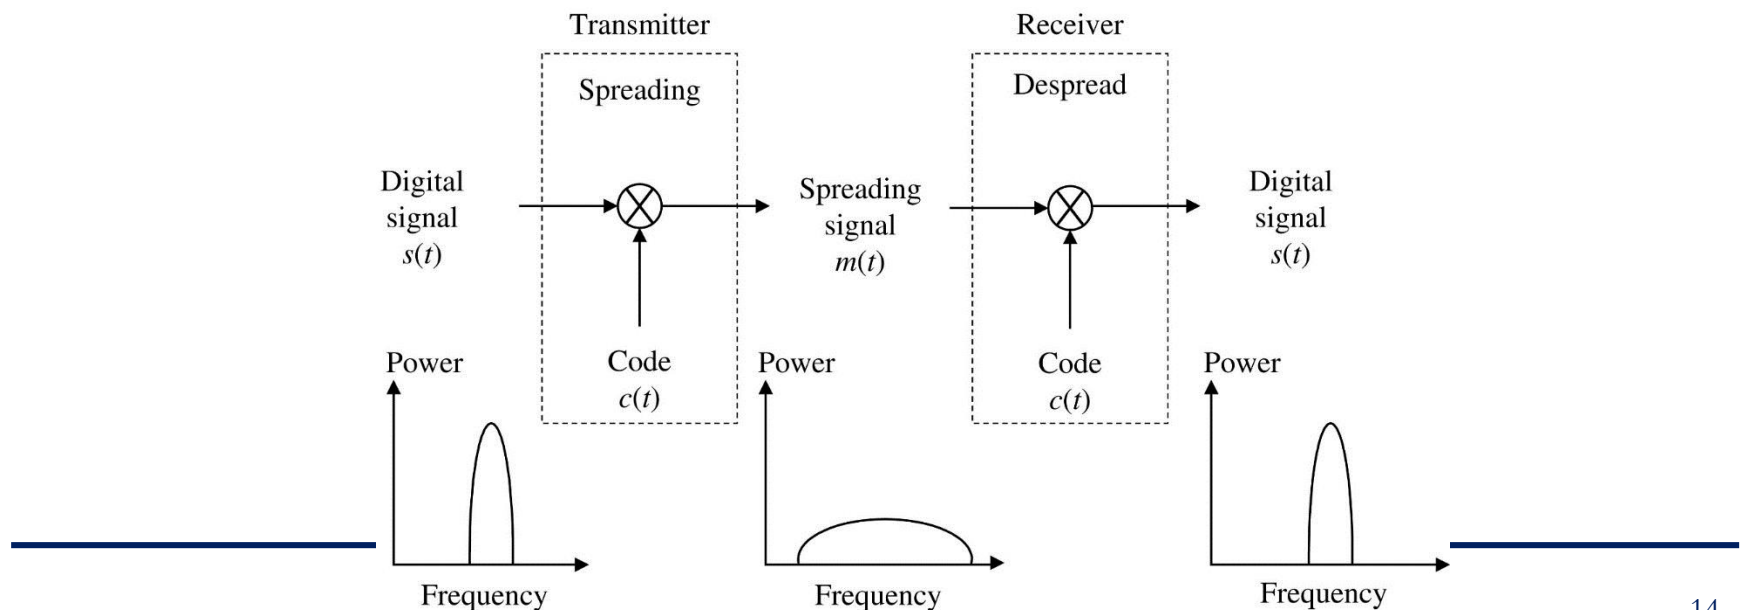 Transmitter
Receiver
Spreading
Despread
Digital
signal
s(t)
Spreading
signal
m(t)
Digital
signal
s(t)
Code
c(t)
Code
c(t)
Power
Power
Power
Frequency
Frequency
Frequency
14